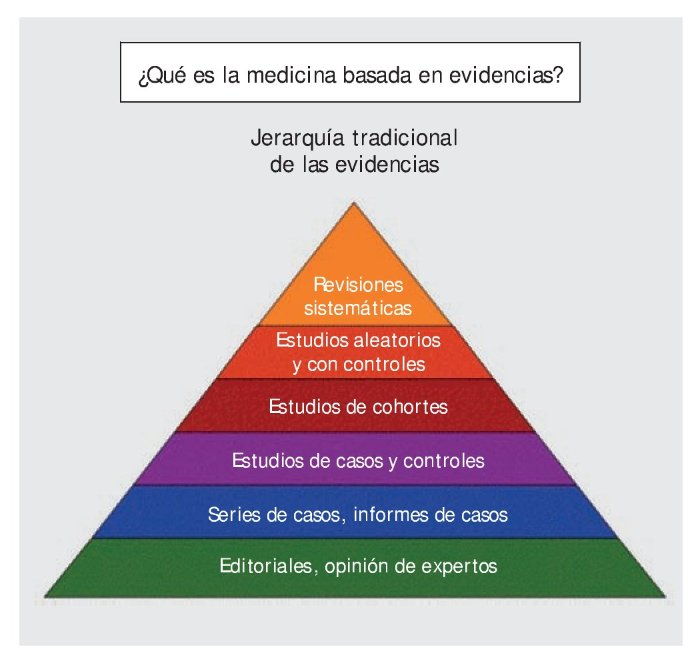 ¿Qué es la medicina basada en evidencias?
Jerarquía tradicional
de las evidencias
Revisiones
sistemáticas
Estudios aleatorios
y con controles
Estudios de cohortes
Estudios de casos y controles
Series de casos, informes de casos
Editoriales, opinión de expertos